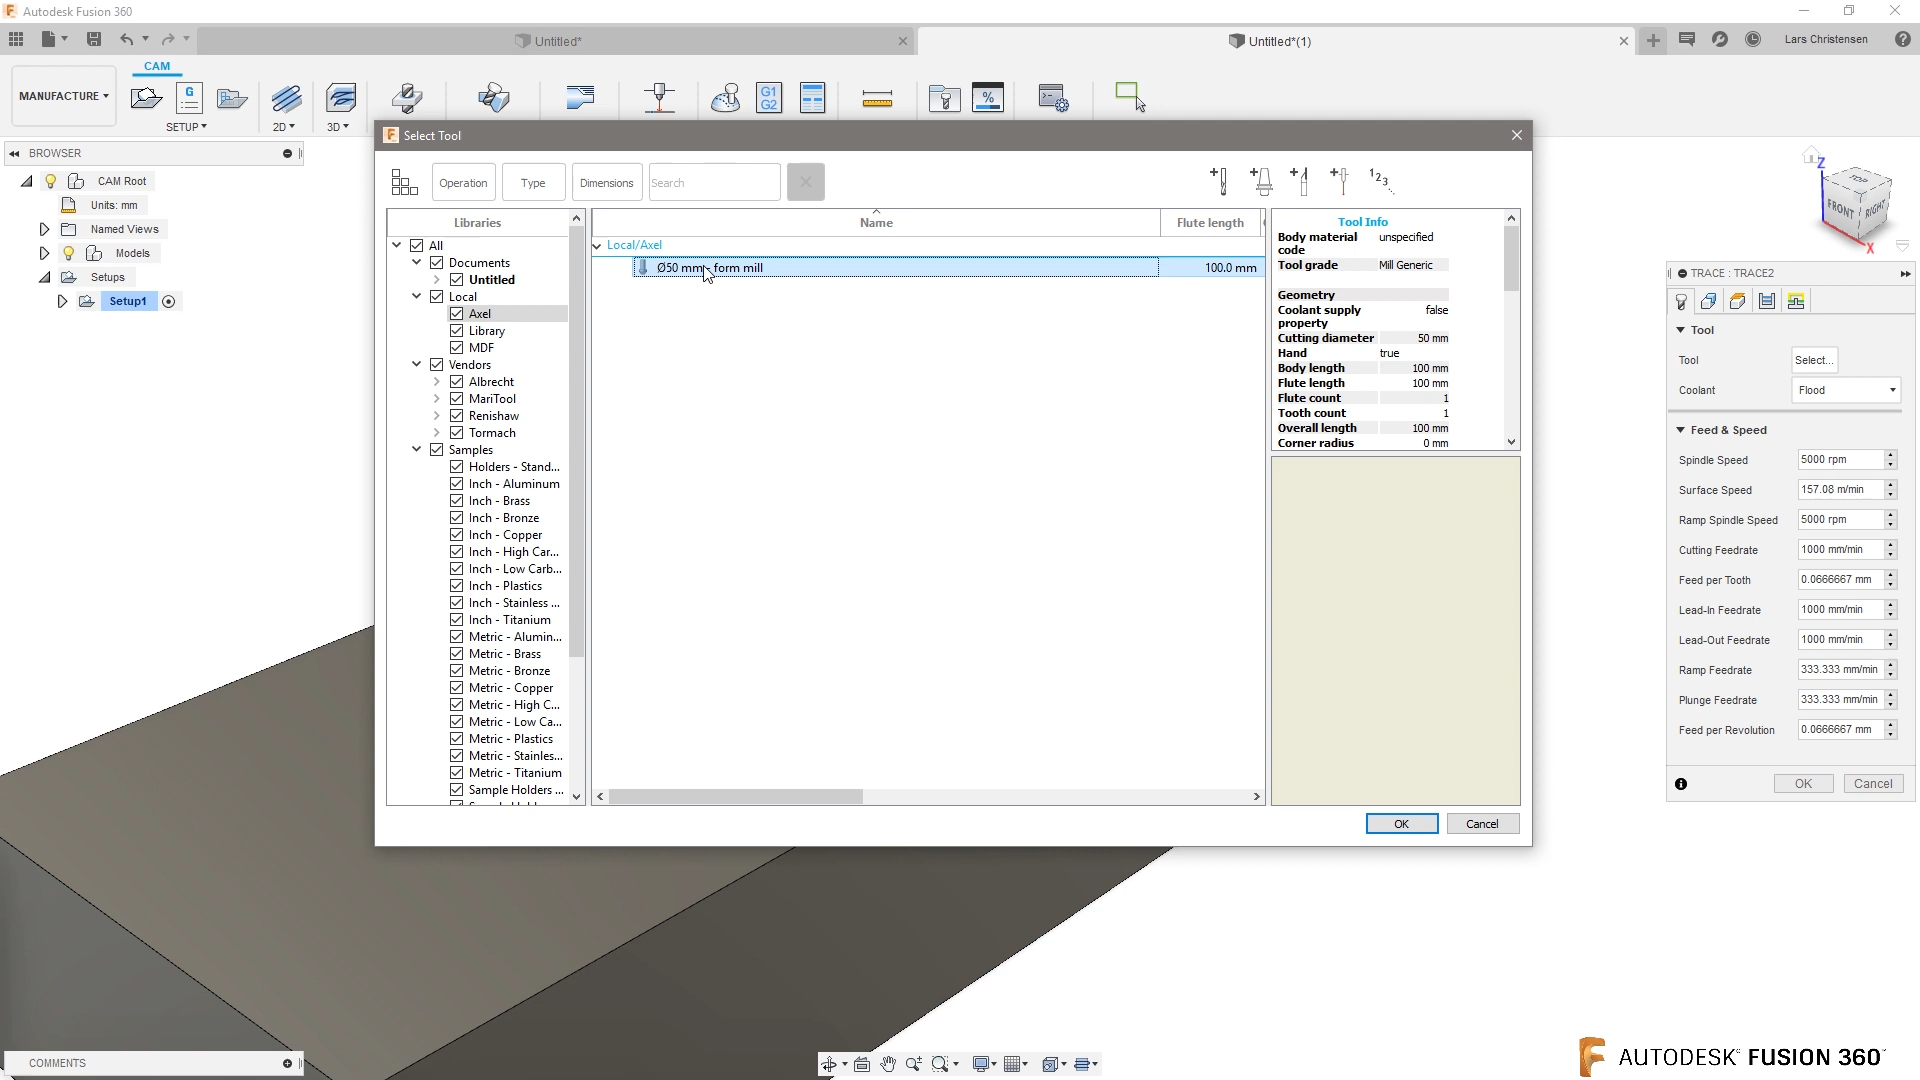 Autodesk Fusion 360
Untitled*
Untitled*(1)
Lars Christensen
MANUFACTURE
CAM
G
G1
G2
%
SETUP
2D
3D
BROWSER
CAM Root
Units: mm
Named Views
Models
Setups
Setup1
Select Tool
Operation
Type
Dimensions
Search
1 2 3
Libraries
All
Documents
Untitled
Local
Axel
Library
MDF
Vendors
Albrecht
MariTool
Renishaw
Tormach
Samples
Holders - Stand...
Inch - Aluminum
Inch - Brass
Inch - Bronze
Inch - Copper
Inch - High Car...
Inch - Low Carb...
Inch - Plastics
Inch - Stainless ...
Inch - Titanium
Metric - Alumin...
Metric - Brass
Metric - Bronze
Metric - Copper
Metric - High C...
Metric - Low Ca...
Metric - Plastics
Metric - Stainles...
Metric - Titanium
Sample Holders ...
Name
Flute length
Local/Axel
Ø50 mm - form mill
100.0 mm
Tool Info
Body material code unspecified
Tool grade Mill Generic
Geometry
Coolant supply property false
Cutting diameter 50 mm
Hand true
Body length 100 mm
Flute length 100 mm
Flute count 1
Tooth count 1
Overall length 100 mm
Corner radius 0 mm
OK
Cancel
Z
TOP
FRONT
RIGHT
X
TRACE : TRACE2
Tool
Tool Select...
Coolant Flood
Feed & Speed
Spindle Speed 5000 rpm
Surface Speed 157.08 m/min
Ramp Spindle Speed 5000 rpm
Cutting Feedrate 1000 mm/min
Feed per Tooth 0.0666667 mm
Lead-In Feedrate 1000 mm/min
Lead-Out Feedrate 1000 mm/min
Ramp Feedrate 333.333 mm/min
Plunge Feedrate 333.333 mm/min
Feed per Revolution 0.0666667 mm
OK
Cancel
COMMENTS
AUTODESK FUSION 360